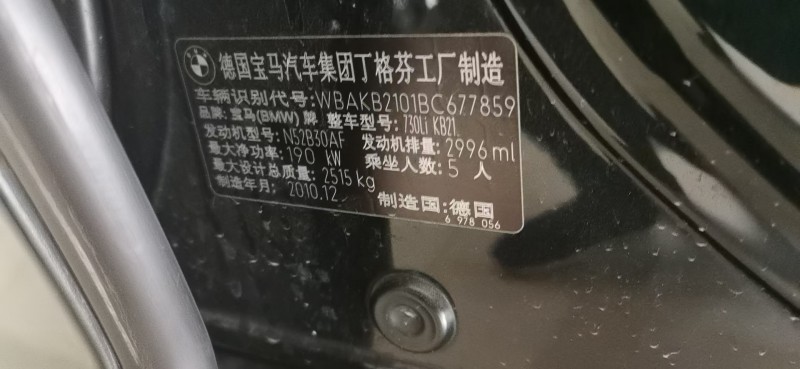 德国宝马汽车集团丁格芬工厂制造
车辆识别代号:WBAKB2101BC677859
品牌: 宝马(BMW) 牌 整车型号: 730Li KB21
发动机型号: N52B30AF 发动机排量: 2996 ml
最大净功率: 190 kW 乘坐人数: 5 人
最大设计总质量: 2515 kg
制造年月: 2010.12 制造国: 德国
6 978 056